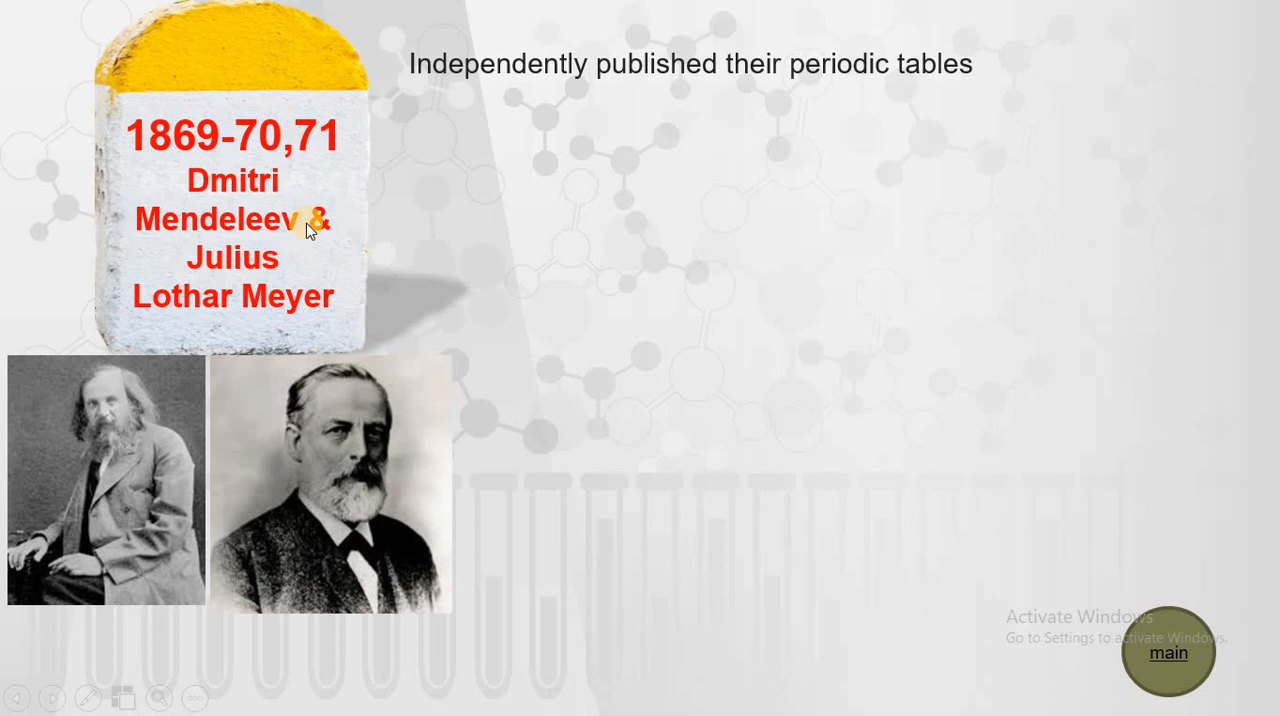 Independently published their periodic tables
1869-70,71
Dmitri
Mendeleev &
Julius
Lothar Meyer
Activate Windows
Go to Settings to activate Windows.
main